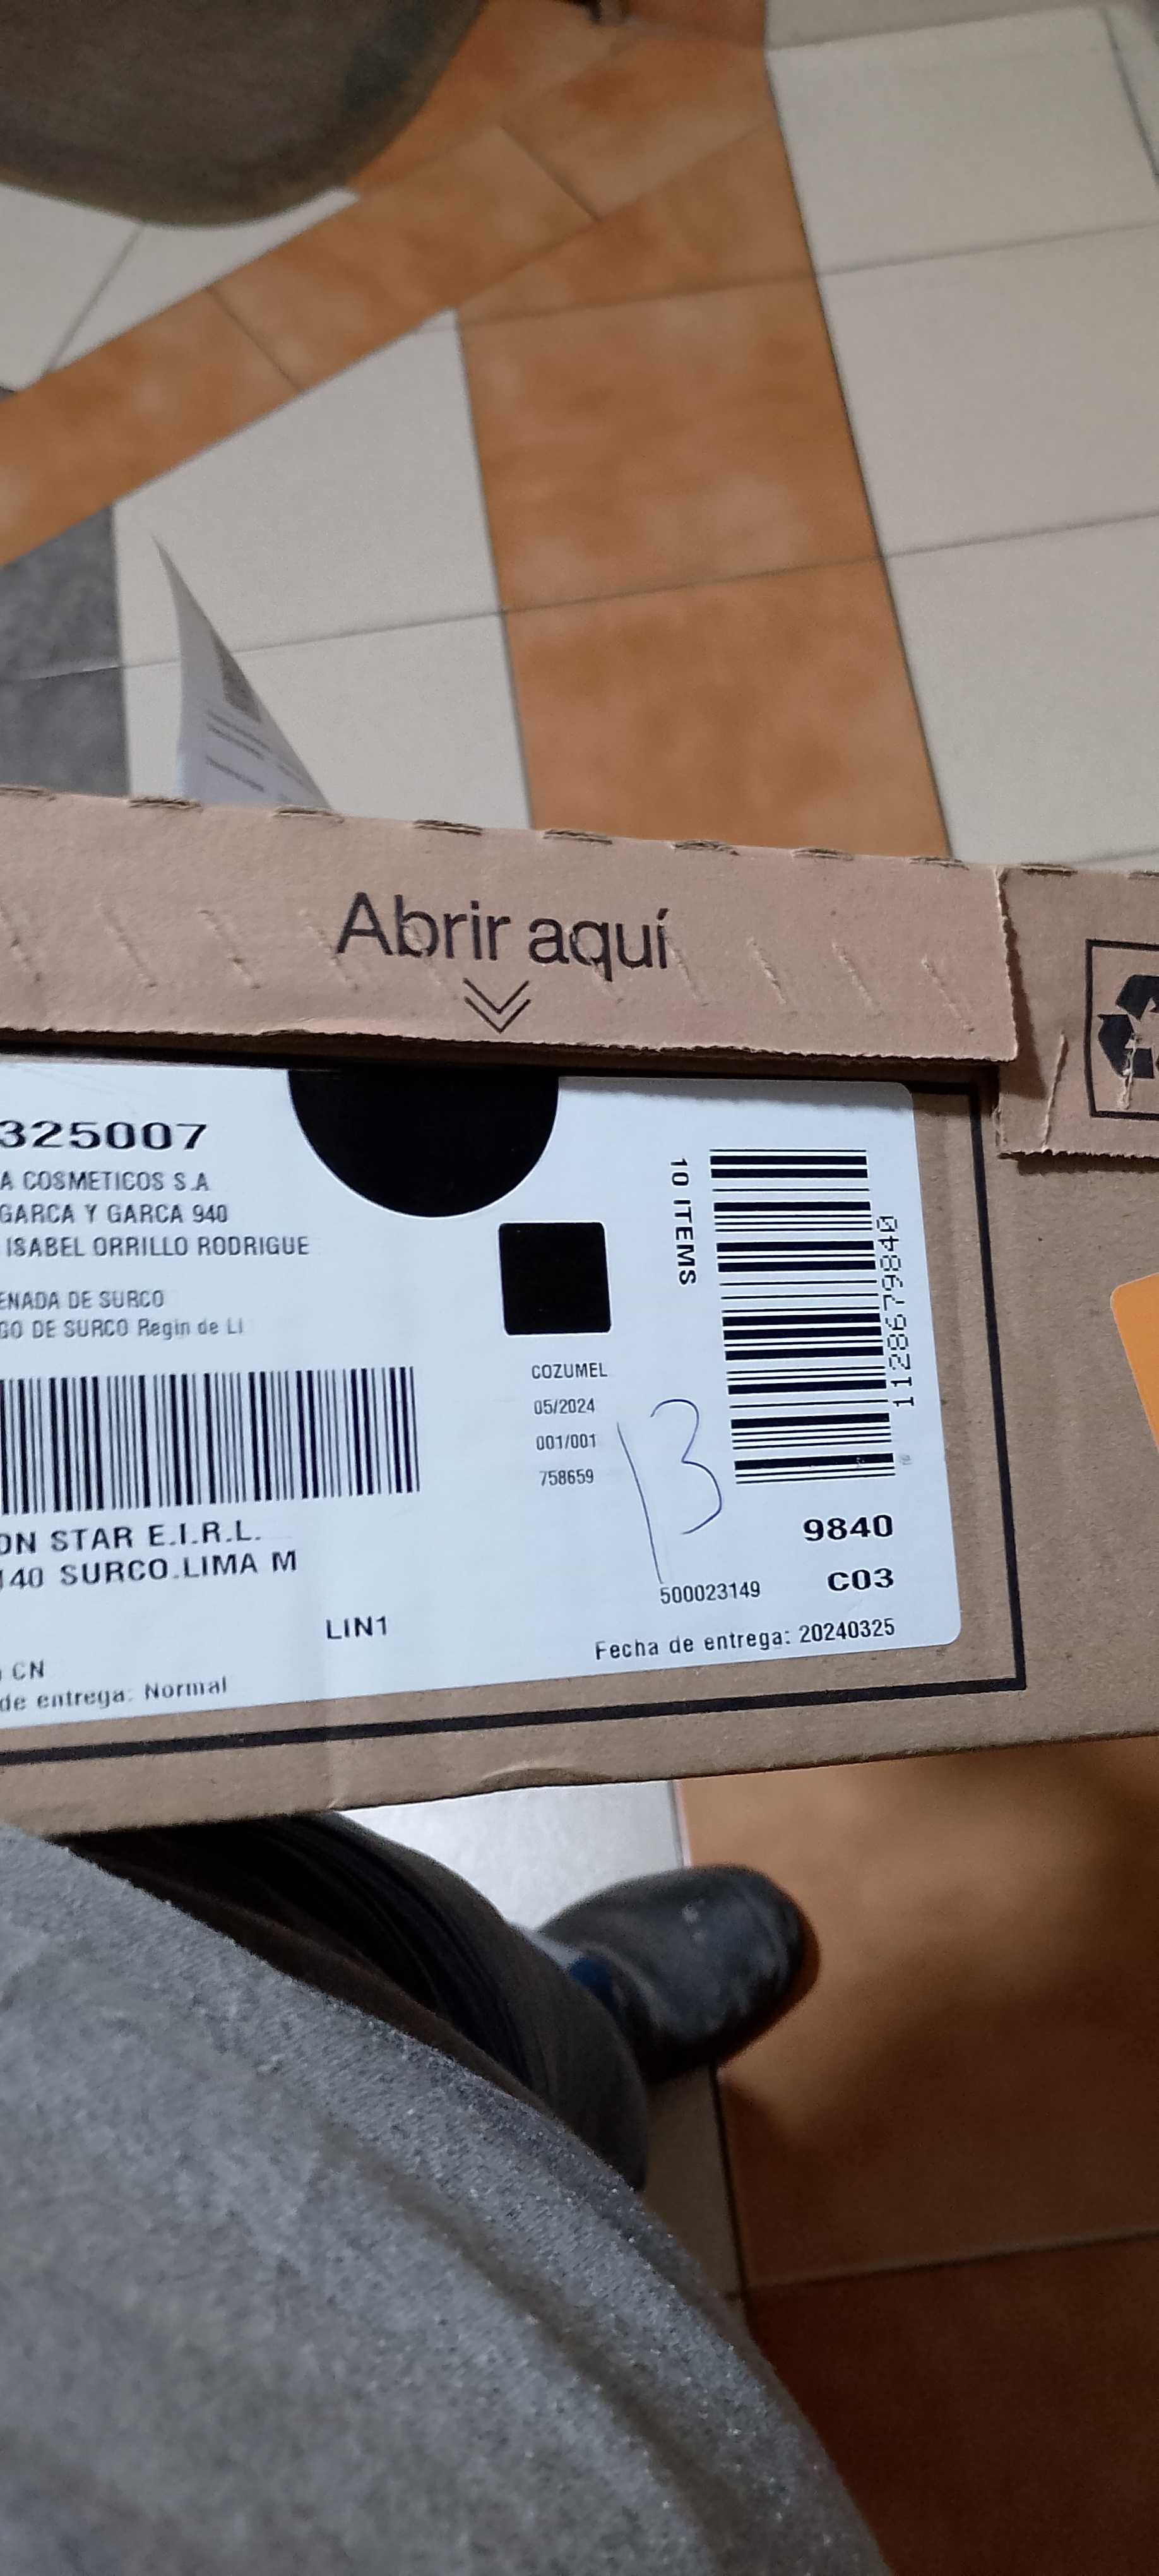 Abrir aquí
325007
A COSMETICOS S.A
GARCA Y GARCA 940
ISABEL ORRILLO RODRIGUE
ENADA DE SURCO
GO DE SURCO Regin de LI
ON STAR E.I.R.L.
140 SURCO.LIMA M
LIN1
CN
de entrega: Normal
10 ITEMS
1128679840
COZUMEL
05/2024
001/001
758659
13
9840
500023149
C03
Fecha de entrega: 20240325